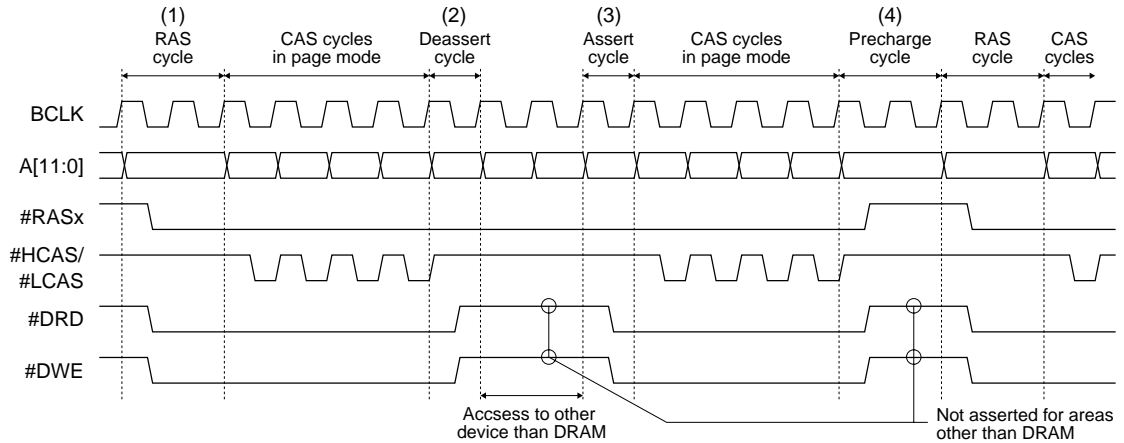 (1) (2) (3) (4)
RAS CAS cycles Deassert Assert CAS cycles Precharge RAS CAS
cycle in page mode cycle cycle in page mode cycle cycle cycles
BCLK
A[11:0]
#RASx
#HCAS/
#LCAS
#DRD
#DWE
Accsess to other
device than DRAM
Not asserted for areas
other than DRAM